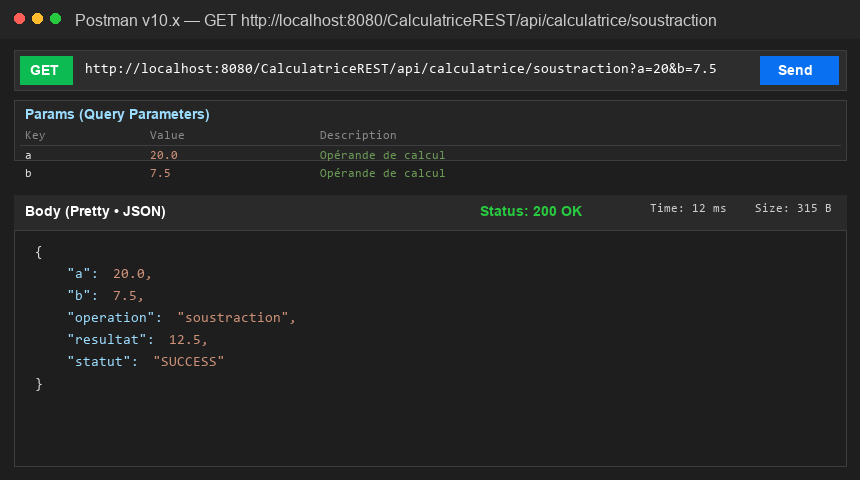 Postman v10.x — GET http://localhost:8080/CalculatriceREST/api/calculatrice/soustraction
GET http://localhost:8080/CalculatriceREST/api/calculatrice/soustraction?a=20&b=7.5 Send
Params (Query Parameters)
Key Value Description
a 20.0 Opérande de calcul
b 7.5 Opérande de calcul
Body (Pretty • JSON) Status: 200 OK Time: 12 ms Size: 315 B
{
"a": 20.0,
"b": 7.5,
"operation": "soustraction",
"resultat": 12.5,
"statut": "SUCCESS"
}